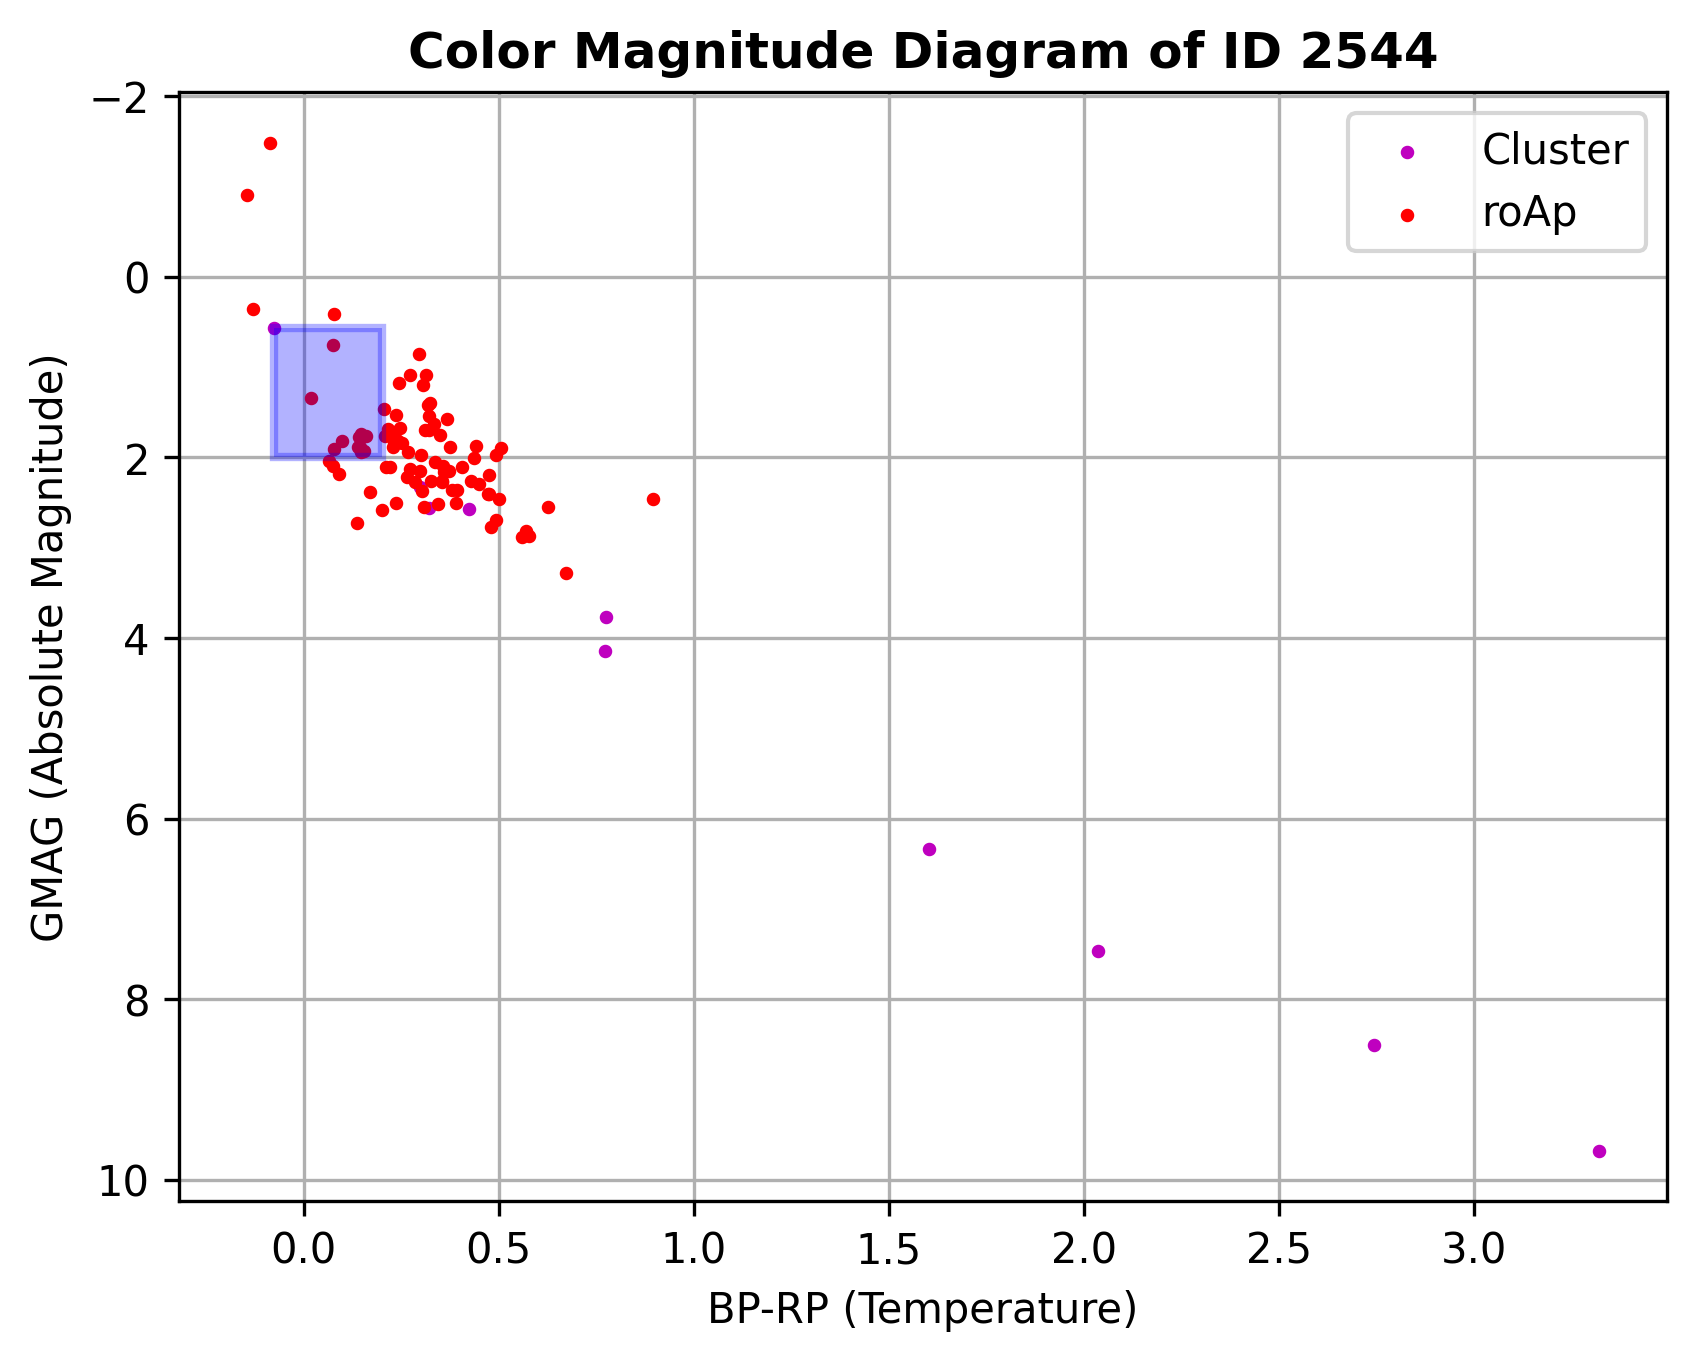 Color Magnitude Diagram of ID 2544
−2
0
2
4
6
8
10
GMAG (Absolute Magnitude)
Cluster
roAp
0.0 0.5 1.0 1.5 2.0 2.5 3.0
BP-RP (Temperature)